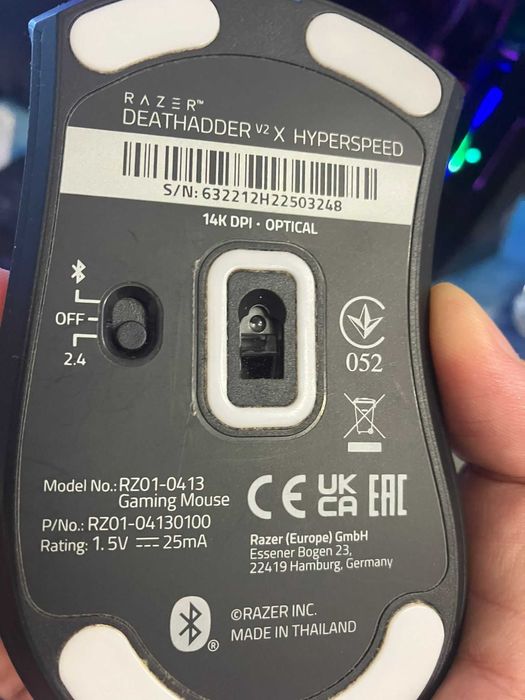 RAZER™
DEATHADDER V2 X HYPERSPEED
S/N: 632212H22503248
14K DPI · OPTICAL
OFF
2.4
052
Model No.: RZ01-0413
Gaming Mouse
P/No.: RZ01-04130100
Rating: 1.5V ⎓ 25mA
CE UK CA EAC
Razer (Europe) GmbH
Essener Bogen 23,
22419 Hamburg, Germany
®
©RAZER INC.
MADE IN THAILAND